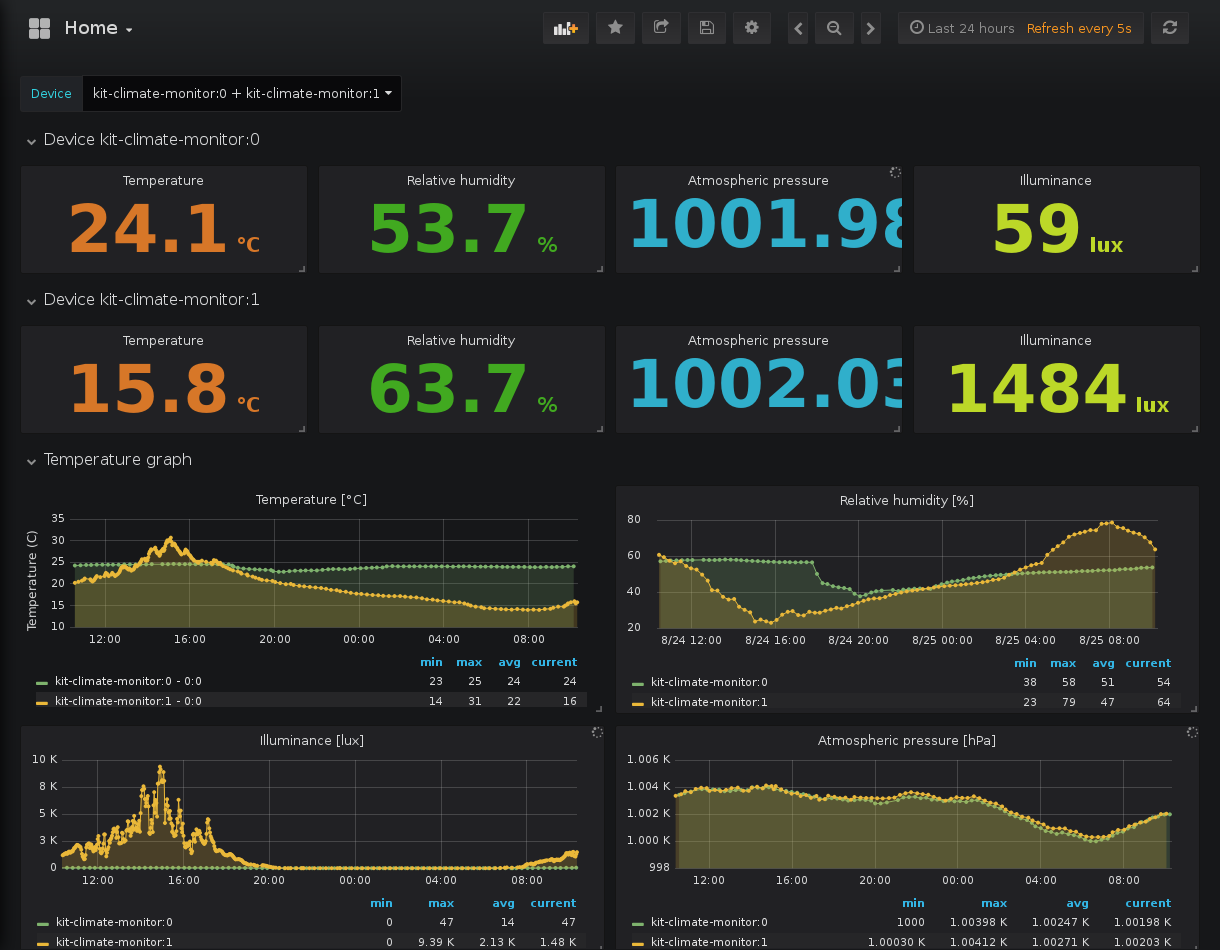 Home
Last 24 hours Refresh every 5s
Device kit-climate-monitor:0 + kit-climate-monitor:1
Device kit-climate-monitor:0
Temperature Relative humidity Atmospheric pressure Illuminance
24.1 °C 53.7 % 1001.98 59 lux
Device kit-climate-monitor:1
Temperature Relative humidity Atmospheric pressure Illuminance
15.8 °C 63.7 % 1002.03 1484 lux
Temperature graph
Temperature [°C]
Temperature (C)
35
30
25
20
15
10
12:00 16:00 20:00 00:00 04:00 08:00
min max avg current
kit-climate-monitor:0 - 0:0 23 25 24 24
kit-climate-monitor:1 - 0:0 14 31 22 16
Relative humidity [%]
80
60
40
20
8/24 12:00 8/24 16:00 8/24 20:00 8/25 00:00 8/25 04:00 8/25 08:00
min max avg current
kit-climate-monitor:0 38 58 51 54
kit-climate-monitor:1 23 79 47 64
Illuminance [lux]
10 K
8 K
5 K
3 K
0
12:00 16:00 20:00 00:00 04:00 08:00
min max avg current
kit-climate-monitor:0 0 47 14 47
kit-climate-monitor:1 0 9.39 K 2.13 K 1.48 K
Atmospheric pressure [hPa]
1.006 K
1.004 K
1.002 K
1.000 K
998
12:00 16:00 20:00 00:00 04:00 08:00
min max avg current
kit-climate-monitor:0 1000 1.00398 K 1.00247 K 1.00198 K
kit-climate-monitor:1 1.00030 K 1.00412 K 1.00271 K 1.00203 K